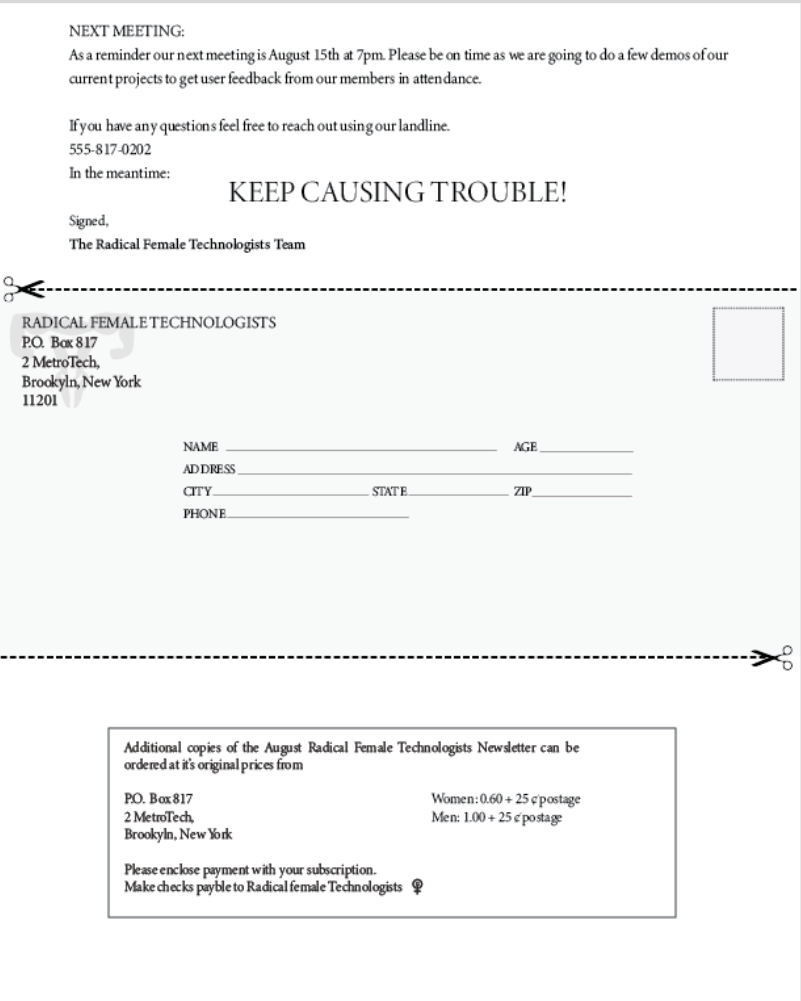 NEXT MEETING:
As a reminder our next meeting is August 15th at 7pm. Please be on time as we are going to do a few demos of our
current projects to get user feedback from our members in attendance.
If you have any questions feel free to reach out using our landline.
555-817-0202
In the meantime:
KEEP CAUSING TROUBLE!
Signed,
The Radical Female Technologists Team
RADICAL FEMALE TECHNOLOGISTS
P.O. Box 817
2 MetroTech,
Brookyln, New York
11201
NAME AGE
ADDRESS
CITY STATE ZIP
PHONE
Additional copies of the August Radical Female Technologists Newsletter can be
ordered at it's original prices from
P.O. Box 817
2 MetroTech,
Brookyln, New York
Women: 0.60 + 25 ¢ postage
Men: 1.00 + 25 ¢ postage
Please enclose payment with your subscription.
Make checks payble to Radical female Technologists